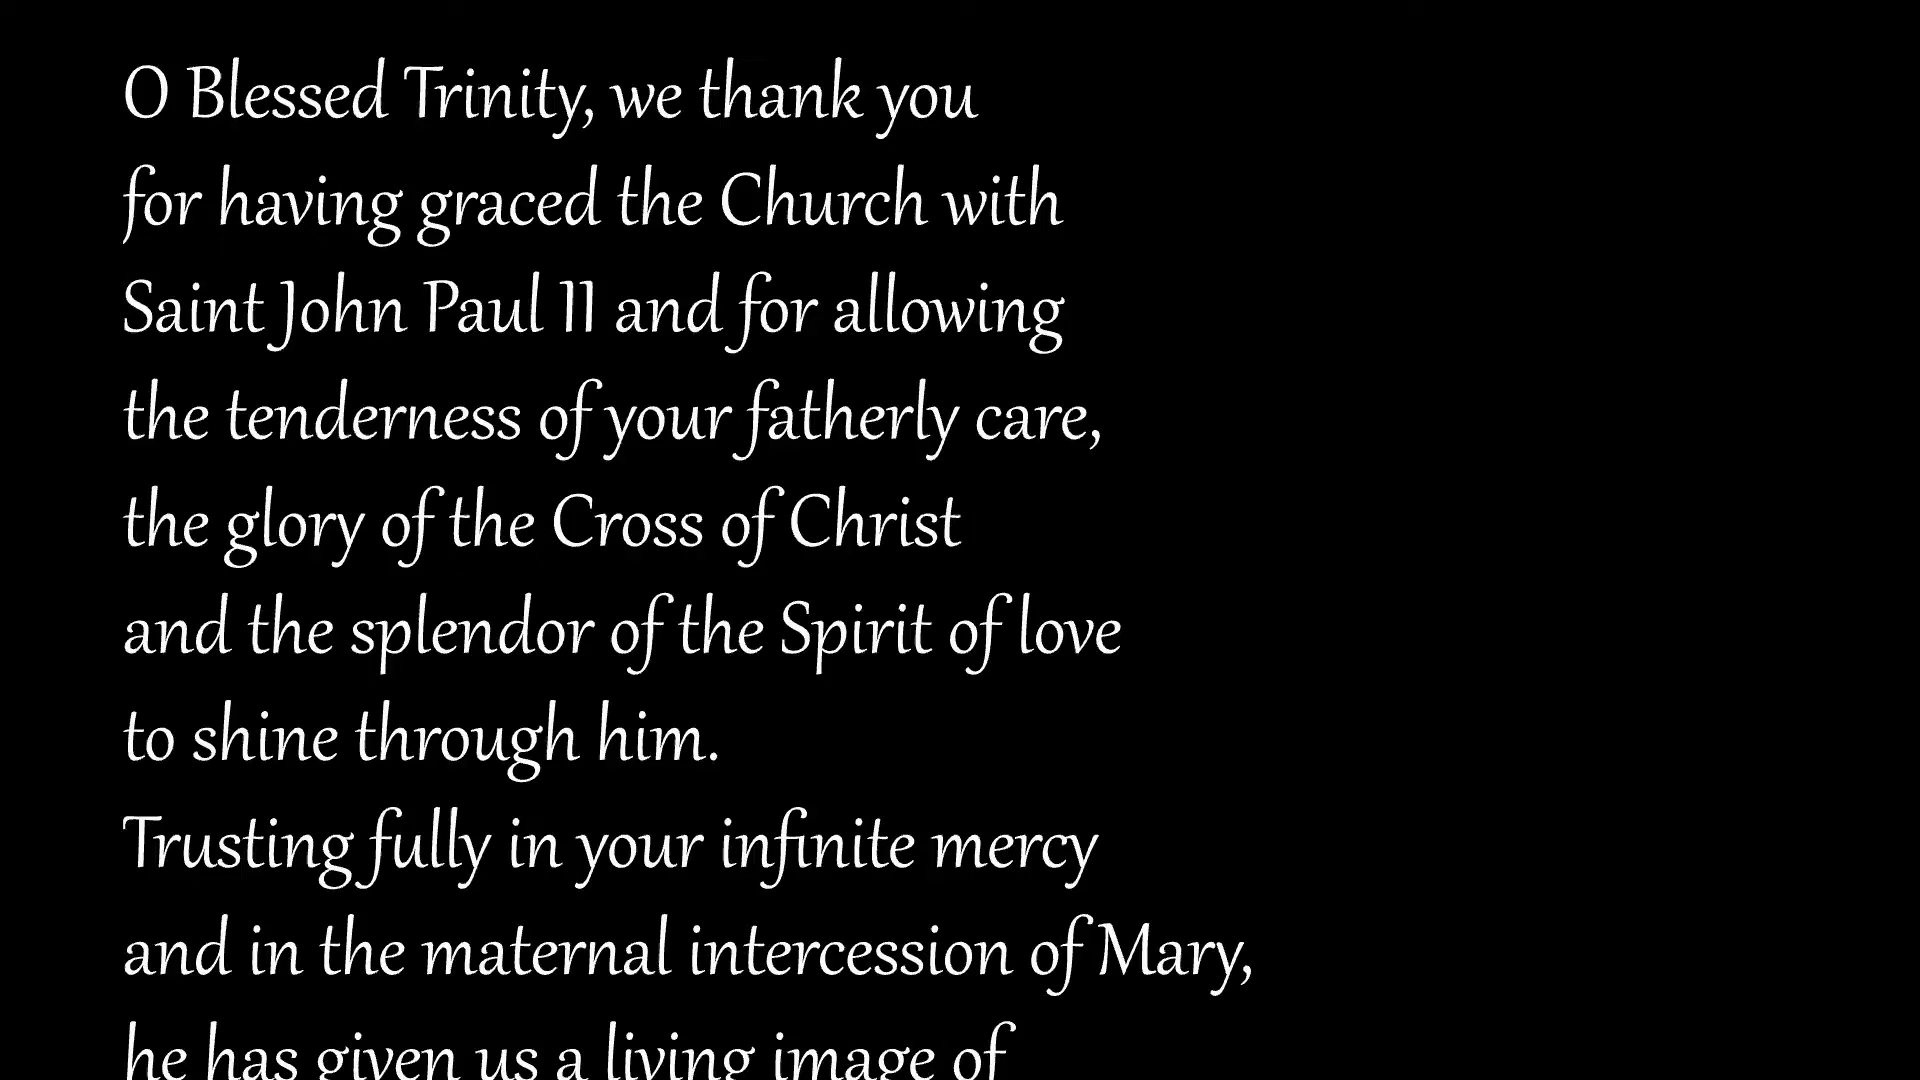 O Blessed Trinity, we thank you
for having graced the Church with
Saint John Paul II and for allowing
the tenderness of your fatherly care,
the glory of the Cross of Christ
and the splendor of the Spirit of love
to shine through him.
Trusting fully in your infinite mercy
and in the maternal intercession of Mary,
he has given us a living image of